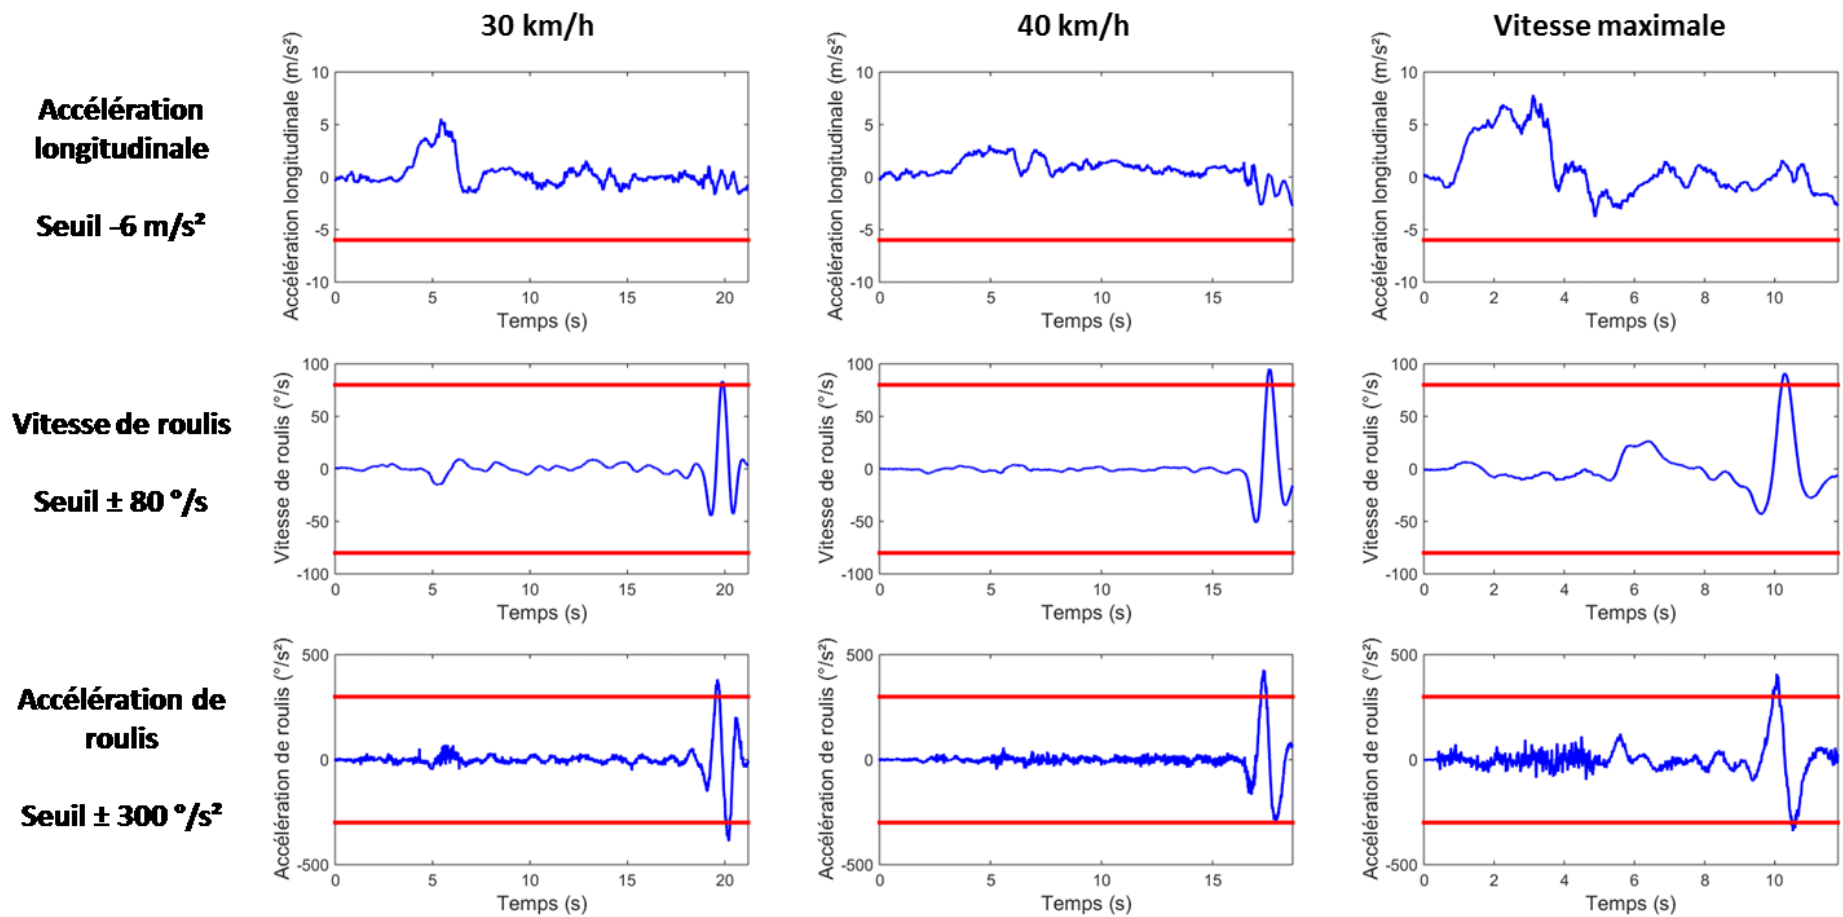 30 km/h
40 km/h
Vitesse maximale
Accélération
longitudinale
Seuil -6 m/s²
Accélération longitudinale (m/s²)
10
5
0
-5
-10
0 5 10 15 20
Temps (s)
Accélération longitudinale (m/s²)
10
5
0
-5
-10
0 5 10 15
Temps (s)
Accélération longitudinale (m/s²)
10
5
0
-5
-10
0 2 4 6 8 10
Temps (s)
Vitesse de roulis
Seuil ± 80 °/s
Vitesse de roulis (°/s)
100
50
0
-50
-100
0 5 10 15 20
Temps (s)
Vitesse de roulis (°/s)
100
50
0
-50
-100
0 5 10 15
Temps (s)
Vitesse de roulis (°/s)
100
50
0
-50
-100
0 2 4 6 8 10
Temps (s)
Accélération de
roulis
Seuil ± 300 °/s²
Accélération de roulis (°/s²)
500
0
-500
0 5 10 15 20
Temps (s)
Accélération de roulis (°/s²)
500
0
-500
0 5 10 15
Temps (s)
Accélération de roulis (°/s²)
500
0
-500
0 2 4 6 8 10
Temps (s)